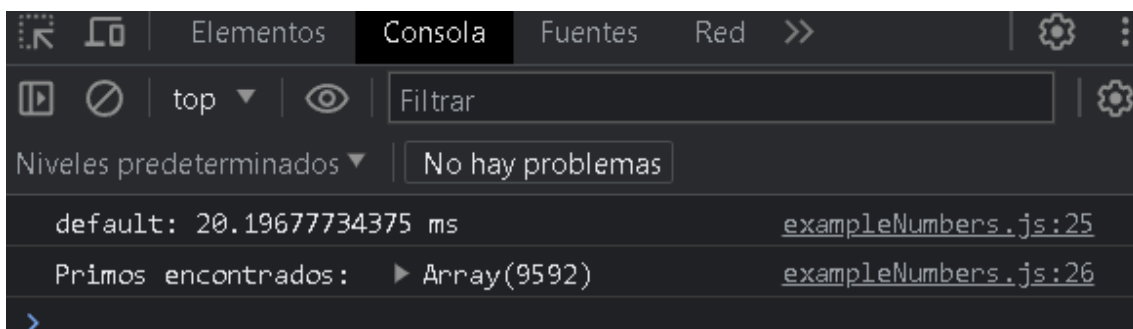 Elementos Consola Fuentes Red >>
top ▼ Filtrar
Niveles predeterminados ▼ No hay problemas
default: 20.19677734375 ms exampleNumbers.js:25
Primos encontrados: ▶ Array(9592) exampleNumbers.js:26
>